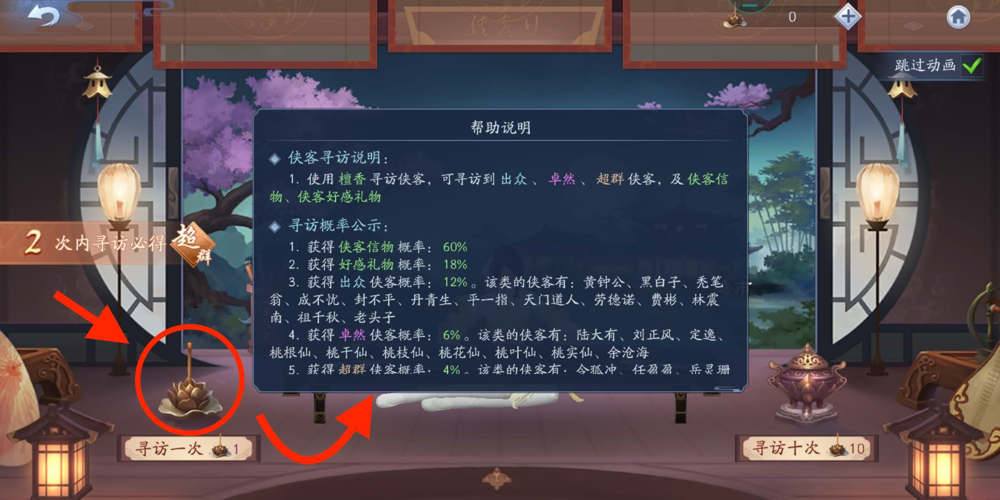 侠客行
0
跳过动画
帮助说明
侠客寻访说明：
1. 使用檀香寻访侠客，可寻访到出众、卓然、超群侠客，及侠客信
物、侠客好感礼物
寻访概率公示：
1. 获得侠客信物概率：60%
2. 获得好感礼物概率：18%
3. 获得出众侠客概率：12%。该类的侠客有：黄钟公、黑白子、秃笔
翁、成不忧、封不平、丹青生、平一指、天门道人、劳德诺、费彬、林震
南、祖千秋、老头子
4. 获得卓然侠客概率：6%。该类的侠客有：陆大有、刘正风、定逸、
桃根仙、桃干仙、桃枝仙、桃花仙、桃叶仙、桃实仙、余沧海
5. 获得超群侠客概率：4%。该类的侠客有：令狐冲、任盈盈、岳灵珊
2次内寻访必得超群
寻访一次 1
寻访十次 10